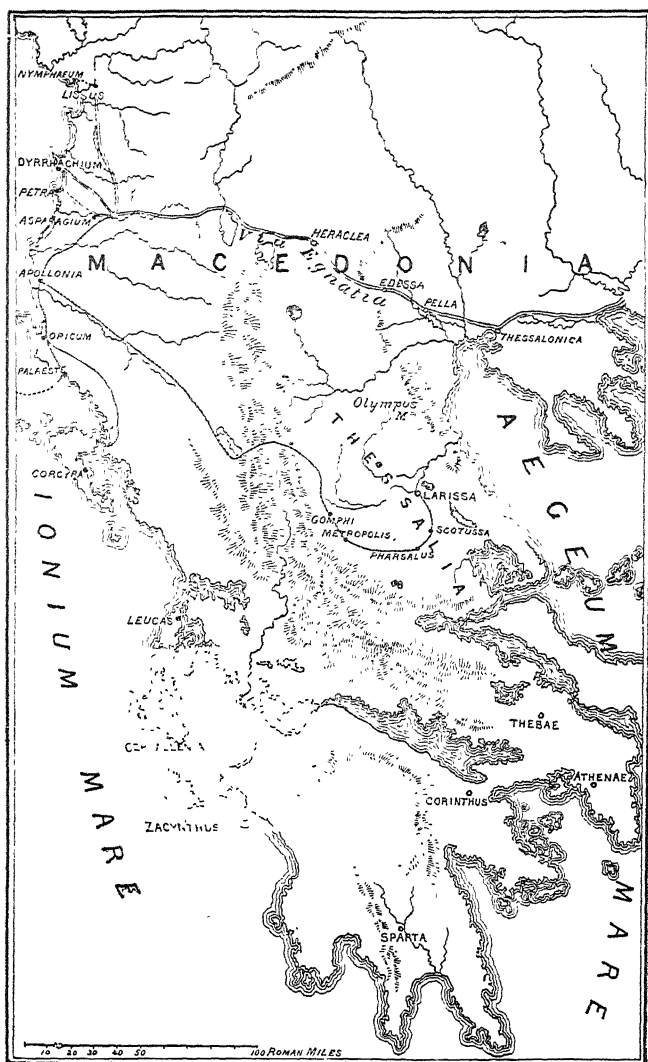 NYMPHAEUM
LISSUS
DYRRHACHIUM
PETRA
ASPARAGIUM
HERACLEA
Via Egnatia
MACEDONIA
APOLLONIA
EDESSA
PELLA
THESSALONICA
OPICUM
PALAESTE
Olympus
M.
THESSALIA
AEGEUM
MARE
CORCYRA
IONIUM
MARE
LARISSA
GOMPHI
METROPOLIS
SCOTUSSA
PHARSALUS
LEUCAS
THEBAE
ATHENAE
CORINTHUS
ZACYNTHUS
SPARTA
10 20 30 40 50 100 ROMAN MILES